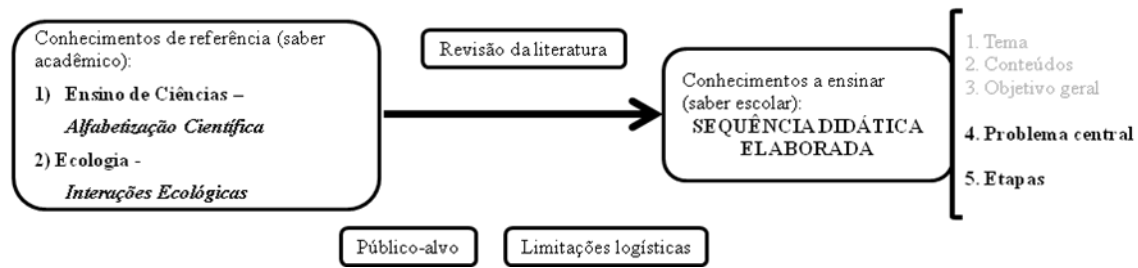 Conhecimentos de referência (saber
acadêmico):
1) Ensino de Ciências –
Alfabetização Científica
2) Ecologia -
Interações Ecológicas
Revisão da literatura
Público-alvo
Limitações logísticas
Conhecimentos a ensinar
(saber escolar):
SEQUÊNCIA DIDÁTICA
ELABORADA
1. Tema
2. Conteúdos
3. Objetivo geral
4. Problema central
5. Etapas